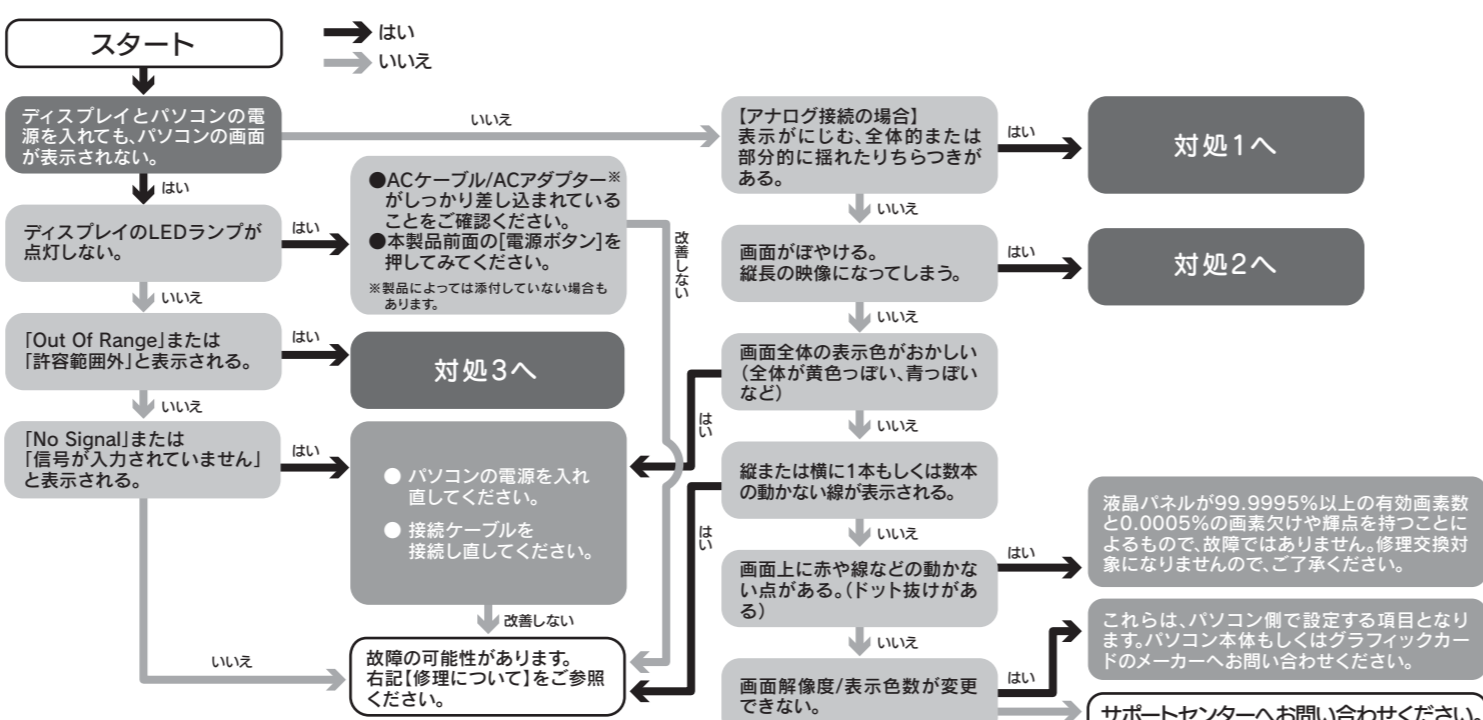 スタート
はい
いいえ
ディスプレイとパソコンの電
源を入れても、パソコンの画面
が表示されない。
いいえ
はい
ディスプレイのLEDランプが
点灯しない。
はい
●ACケーブル/ACアダプター※
がしっかり差し込まれている
ことをご確認ください。
●本製品前面の[電源ボタン]を
押してみてください。
※製品によっては添付していない場合も
あります。
改善しない
いいえ
「Out Of Range」または
「許容範囲外」と表示される。
はい
対処3へ
いいえ
「No Signal」または
「信号が入力されていません」
と表示される。
はい
● パソコンの電源を入れ
直してください。
● 接続ケーブルを
接続し直してください。
改善しない
いいえ
故障の可能性があります。
右記【修理について】をご参照
ください。
【アナログ接続の場合】
表示がにじむ、全体的または
部分的に揺れたりちらつきが
ある。
はい
対処1へ
いいえ
画面がぼやける。
縦長の映像になってしまう。
はい
対処2へ
いいえ
画面全体の表示色がおかしい
(全体が黄色っぽい、青っぽい
など)
はい
いいえ
縦または横に1本もしくは数本
の動かない線が表示される。
はい
いいえ
画面上に赤や線などの動かな
い点がある。(ドット抜けがあ
る)
はい
液晶パネルが99.9995%以上の有効画素数
と0.0005%の画素欠けや輝点を持つことに
よるもので、故障ではありません。修理交換対
象になりませんので、ご了承ください。
いいえ
画面解像度/表示色数が変更
できない。
はい
これらは、パソコン側で設定する項目となり
ます。パソコン本体もしくはグラフィックカー
ドのメーカーへお問い合わせください。
サポートセンターへお問い合わせください。